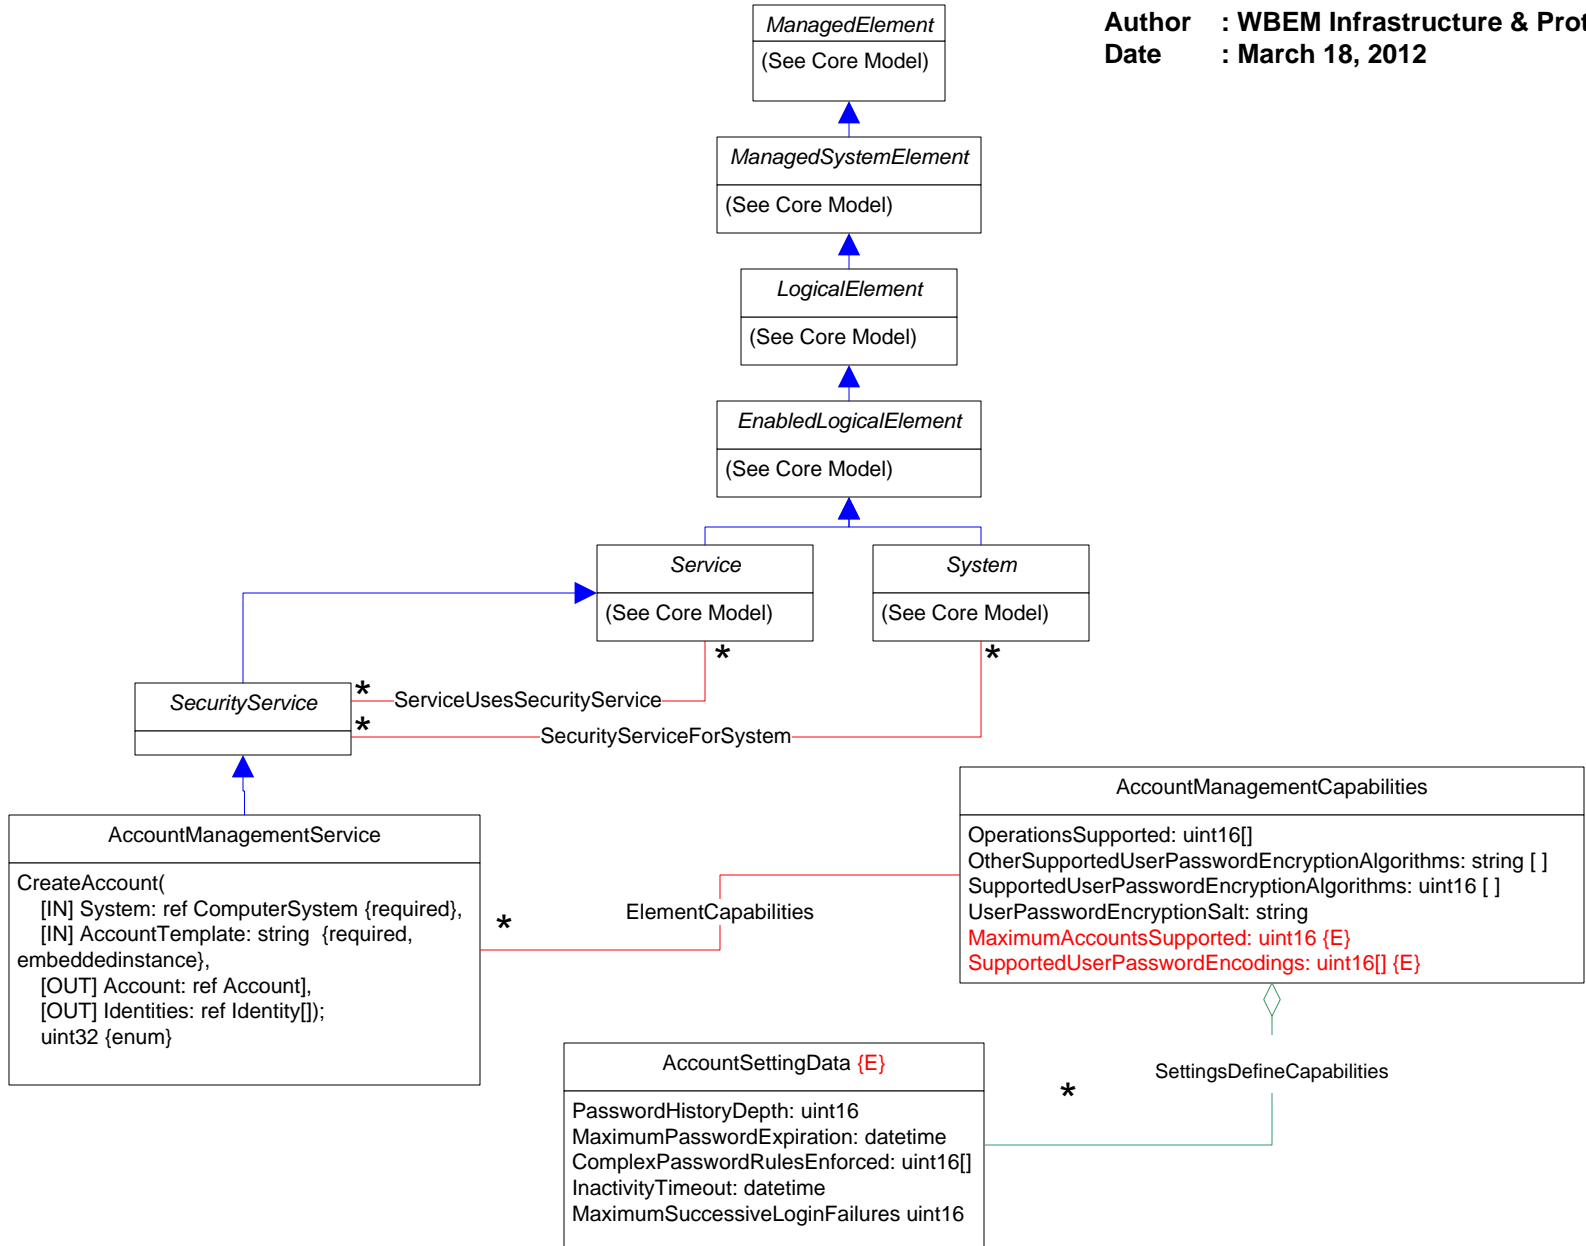 Author : WBEM Infrastructure & Prot
Date : March 18, 2012
ManagedElement
(See Core Model)
ManagedSystemElement
(See Core Model)
LogicalElement
(See Core Model)
EnabledLogicalElement
(See Core Model)
Service
(See Core Model)
System
(See Core Model)
*
*
SecurityService
*
ServiceUsesSecurityService
*
SecurityServiceForSystem
AccountManagementService
CreateAccount(
[IN] System: ref ComputerSystem {required},
[IN] AccountTemplate: string {required,
embeddedinstance},
[OUT] Account: ref Account],
[OUT] Identities: ref Identity[]);
uint32 {enum}
*
ElementCapabilities
AccountManagementCapabilities
OperationsSupported: uint16[]
OtherSupportedUserPasswordEncryptionAlgorithms: string [ ]
SupportedUserPasswordEncryptionAlgorithms: uint16 [ ]
UserPasswordEncryptionSalt: string
MaximumAccountsSupported: uint16 {E}
SupportedUserPasswordEncodings: uint16[] {E}
SettingsDefineCapabilities
*
AccountSettingData {E}
PasswordHistoryDepth: uint16
MaximumPasswordExpiration: datetime
ComplexPasswordRulesEnforced: uint16[]
InactivityTimeout: datetime
MaximumSuccessiveLoginFailures uint16